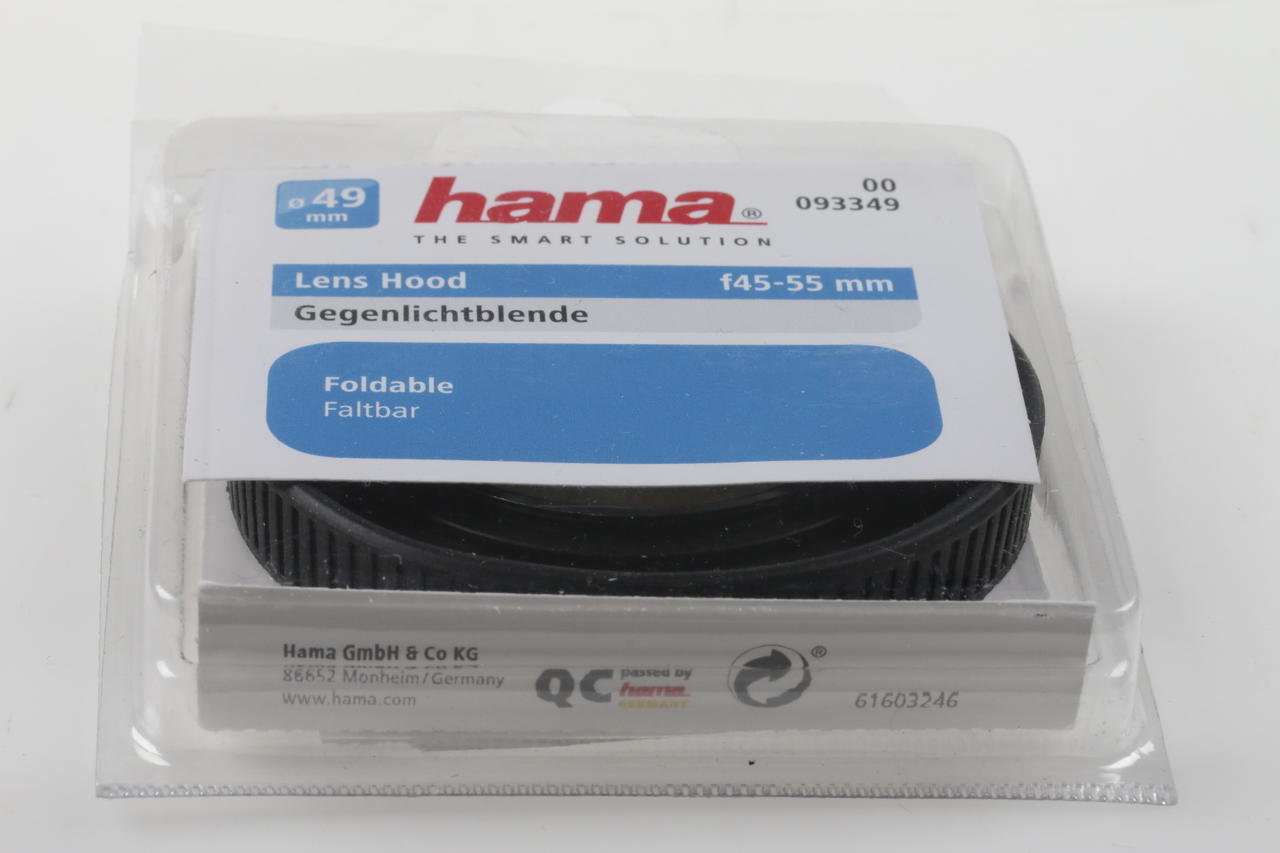 ø 49
mm
hama®
THE SMART SOLUTION
00
093349
Lens Hood f45-55 mm
Gegenlichtblende
Foldable
Faltbar
Hama GmbH & Co KG
86652 Monheim/Germany
www.hama.com
QC passed by
hama
GERMANY
®
61603246